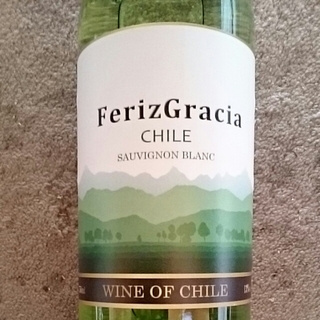 FerizGracia
CHILE
SAUVIGNON BLANC
WINE OF CHILE